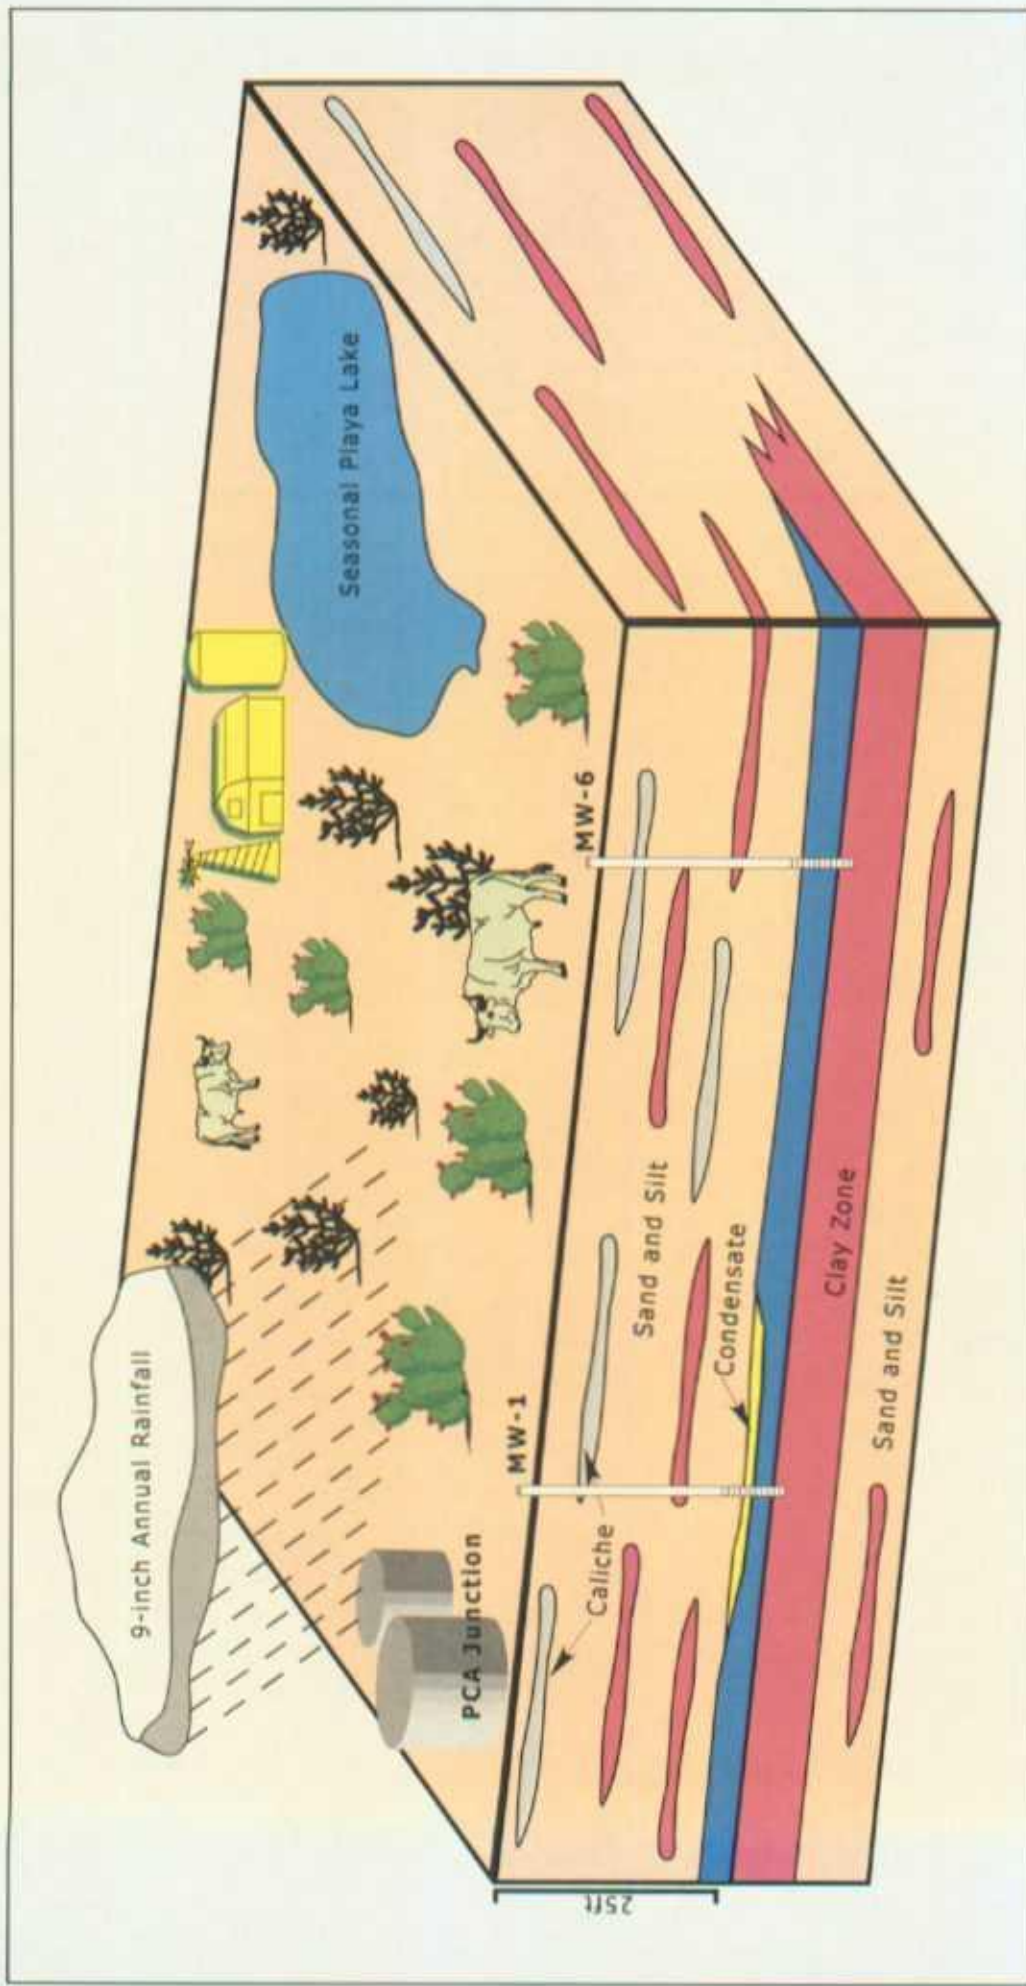 9-inch Annual Rainfall
Seasonal Playa Lake
PCA Junction
MW-1
MW-6
25ft
Caliche
Sand and Silt
Condensate
Clay Zone
Sand and Silt